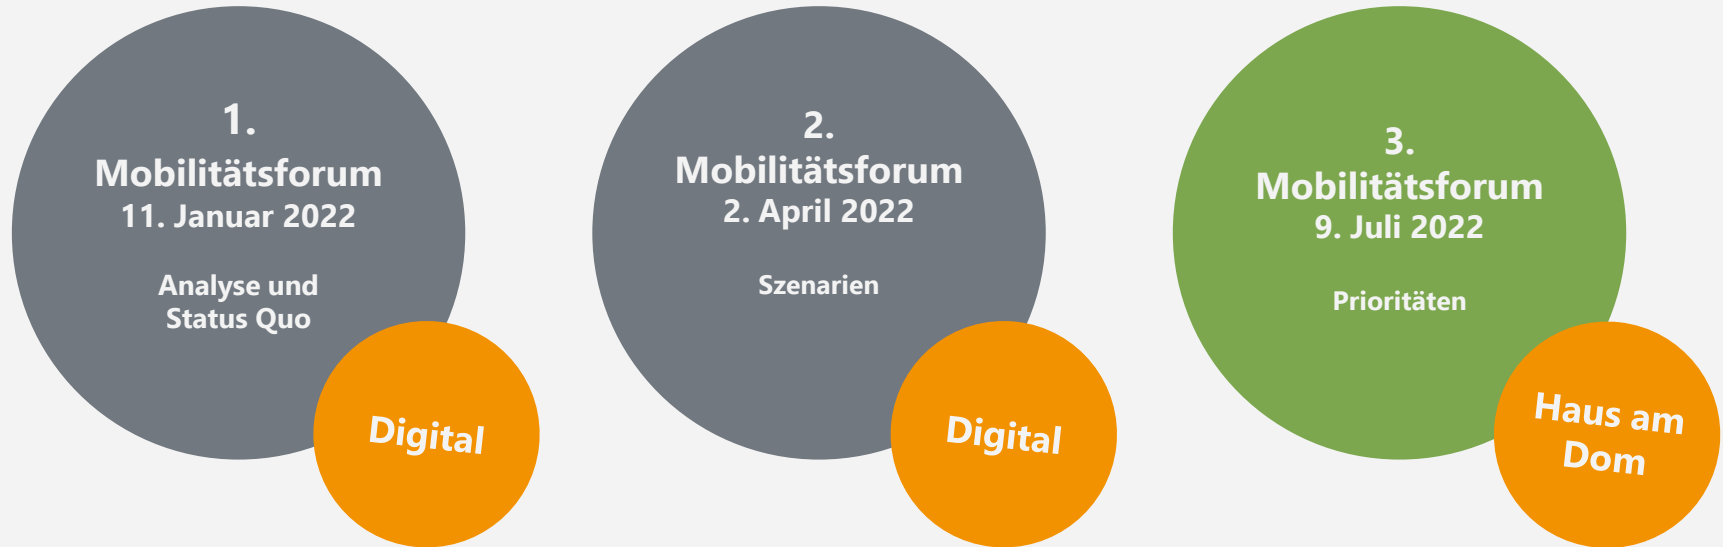 1.
Mobilitätsforum
11. Januar 2022
Analyse und
Status Quo
Digital
2.
Mobilitätsforum
2. April 2022
Szenarien
Digital
3.
Mobilitätsforum
9. Juli 2022
Prioritäten
Haus am
Dom